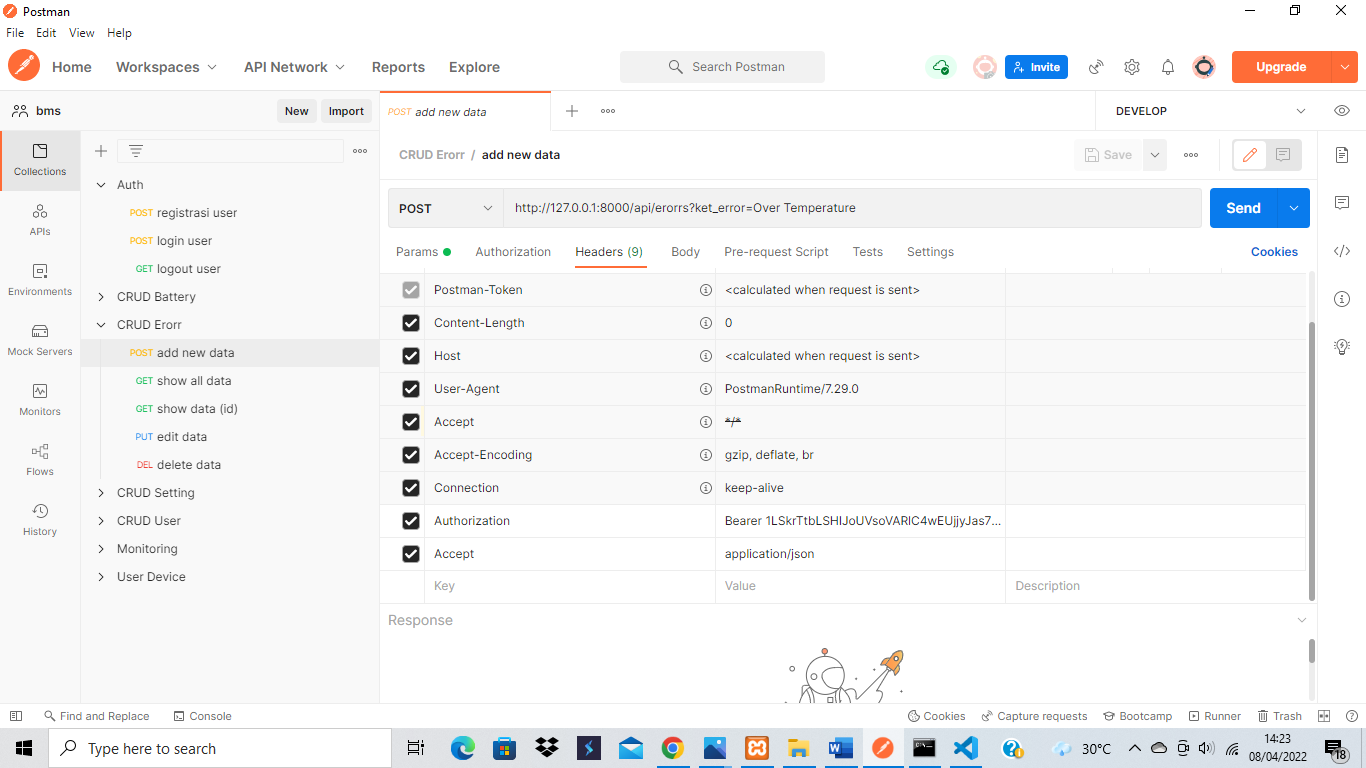 Postman
File Edit View Help
Home Workspaces API Network Reports Explore Search Postman Invite Upgrade
bms New Import POST add new data DEVELOP
Collections
APIs
Environments
Mock Servers
Monitors
Flows
History
Auth
POST registrasi user
POST login user
GET logout user
CRUD Battery
CRUD Erorr
POST add new data
GET show all data
GET show data (id)
PUT edit data
DEL delete data
CRUD Setting
CRUD User
Monitoring
User Device
CRUD Erorr / add new data Save
POST http://127.0.0.1:8000/api/erorrs?ket_error=Over Temperature Send
Params Authorization Headers (9) Body Pre-request Script Tests Settings Cookies
Postman-Token <calculated when request is sent>
Content-Length 0
Host <calculated when request is sent>
User-Agent PostmanRuntime/7.29.0
Accept */*
Accept-Encoding gzip, deflate, br
Connection keep-alive
Authorization Bearer 1LSkrTtbLSHIJoUVsoVARlC4wEUjjyJas7...
Accept application/json
Key Value Description
Response
Find and Replace Console Cookies Capture requests Bootcamp Runner Trash
Type here to search 30°C 14:23
08/04/2022 18